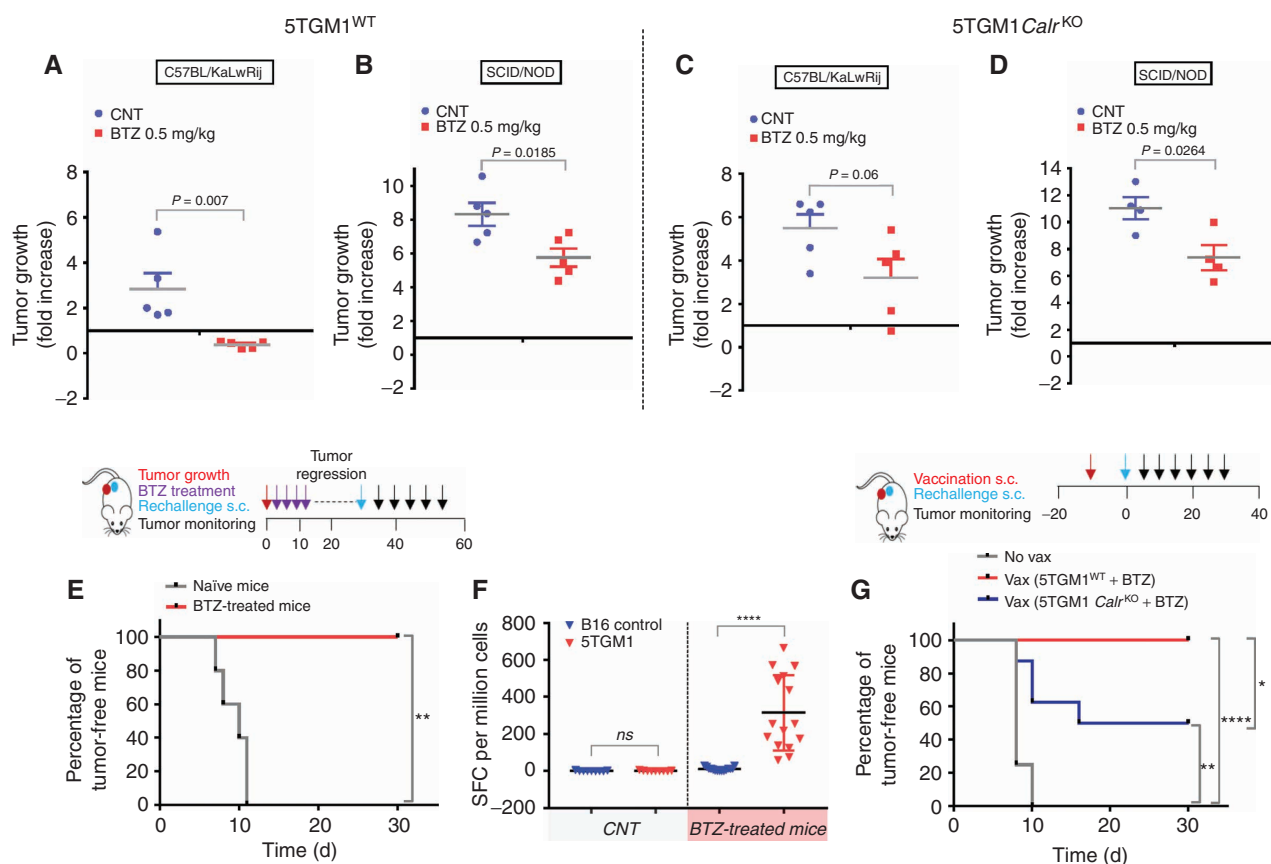 5TGM1WT
5TGM1CalrKO
A
C57BL/KaLwRij
CNT
BTZ 0.5 mg/kg
P = 0.007
Tumor growth
(fold increase)
8
6
4
2
0
−2
B
SCID/NOD
CNT
BTZ 0.5 mg/kg
P = 0.0185
Tumor growth
(fold increase)
10
8
6
4
2
0
−2
C
C57BL/KaLwRij
CNT
BTZ 0.5 mg/kg
P = 0.06
Tumor growth
(fold increase)
8
6
4
2
0
−2
D
SCID/NOD
CNT
BTZ 0.5 mg/kg
P = 0.0264
Tumor growth
(fold increase)
14
12
10
8
6
4
2
0
−2
Tumor growth
BTZ treatment
Rechallenge s.c.
Tumor monitoring
Tumor
regression
0 20 40 60
Vaccination s.c.
Rechallenge s.c.
Tumor monitoring
−20 0 20 40
E
Naïve mice
BTZ-treated mice
Percentage of
tumor-free mice
100
80
60
40
20
0
**
0 10 20 30
Time (d)
F
B16 control
5TGM1
SFC per million cells
800
600
400
200
0
−200
ns
****
CNT
BTZ-treated mice
G
No vax
Vax (5TGM1WT + BTZ)
Vax (5TGM1 CalrKO + BTZ)
Percentage of
tumor-free mice
100
80
60
40
20
0
*
****
**
0 10 20 30
Time (d)